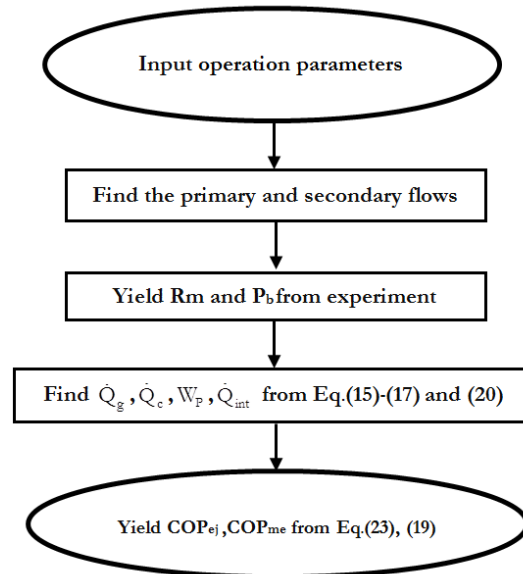 Input operation parameters
Find the primary and secondary flows
Yield Rm and Pb from experiment
Find Q̇g, Q̇c, WP, Q̇int from Eq.(15)-(17) and (20)
Yield COPej,COPme from Eq.(23), (19)